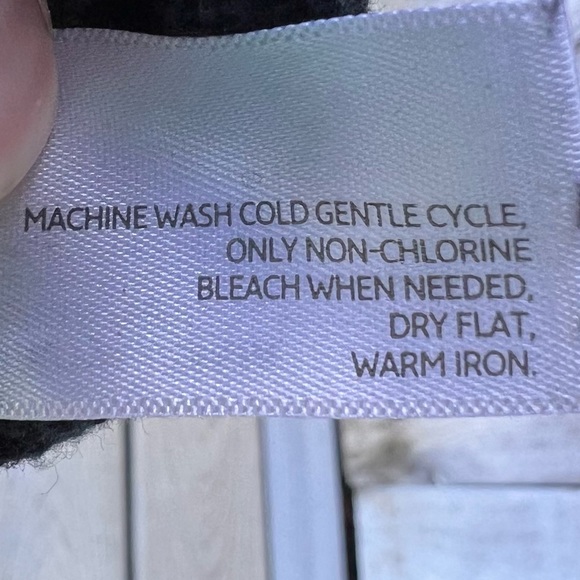 MACHINE WASH COLD GENTLE CYCLE,
ONLY NON-CHLORINE
BLEACH WHEN NEEDED,
DRY FLAT,
WARM IRON.